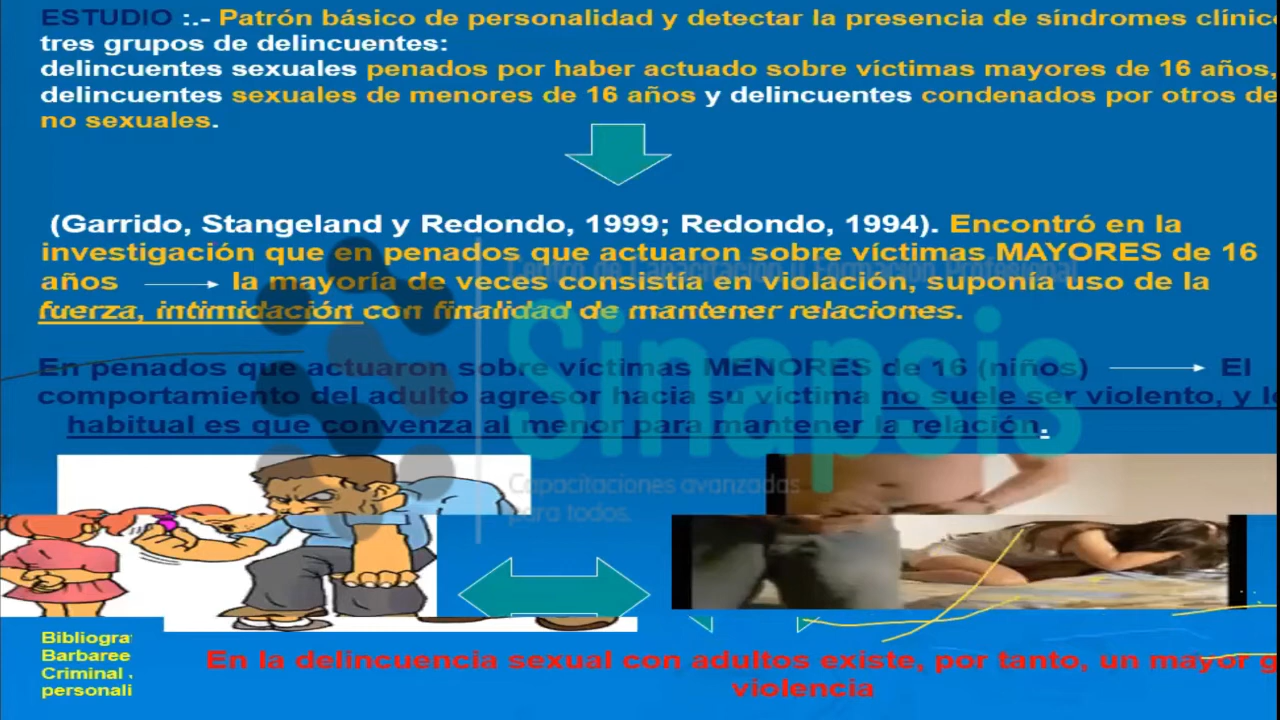 ESTUDIO :.- Patrón básico de personalidad y detectar la presencia de síndromes
tres grupos de delincuentes:
delincuentes sexuales penados por haber actuado sobre víctimas mayores de 16 años,
delincuentes sexuales de menores de 16 años y delincuentes condenados por otros
no sexuales.
(Garrido, Stangeland y Redondo, 1999; Redondo, 1994). Encontró en la
investigación que en penados que actuaron sobre víctimas MAYORES de 16
años la mayoría de veces consistía en violación, suponía uso de la
fuerza, intimidación con finalidad de mantener relaciones.
En penados que actuaron sobre víctimas MENORES de 16 (niños) El
comportamiento del adulto agresor hacia su víctima no suele ser violento, y
habitual es que convenza al menor para mantener la relación.
Centro de Capacitación y Formación Profesional
Sinapsis
Capacitaciones avanzadas
para todos.
Barbaree
Criminal
En la delincuencia sexual con adultos existe, por tanto, un mayor
violencia